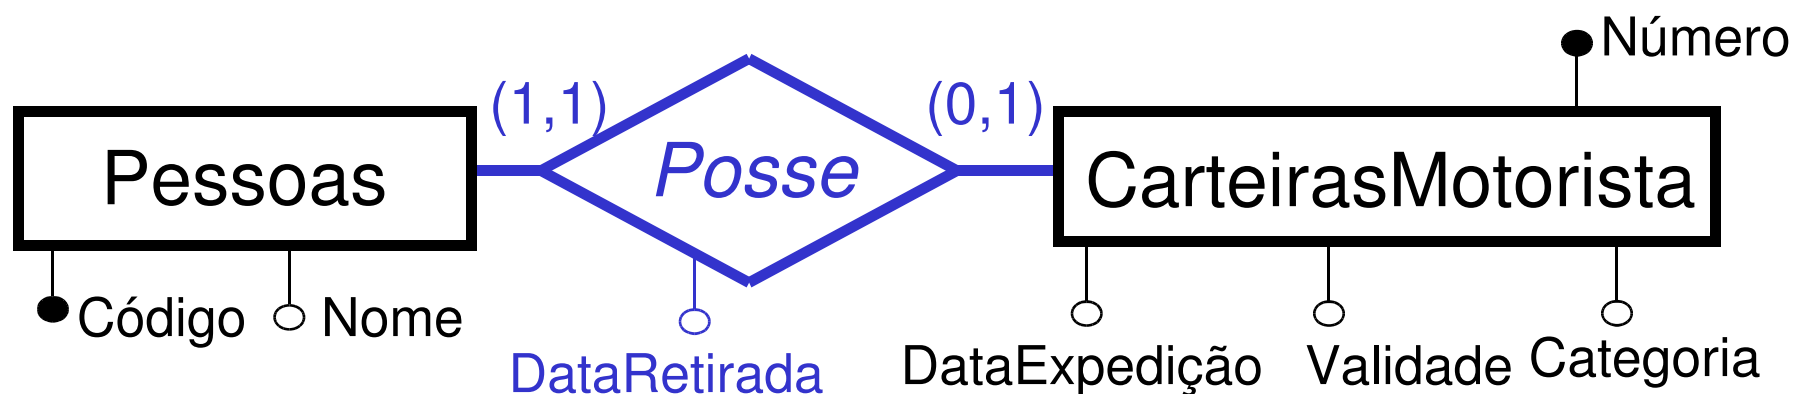 Número
(1,1)
(0,1)
Pessoas
Posse
CarteirasMotorista
Código
Nome
DataRetirada
DataExpedição
Validade
Categoria